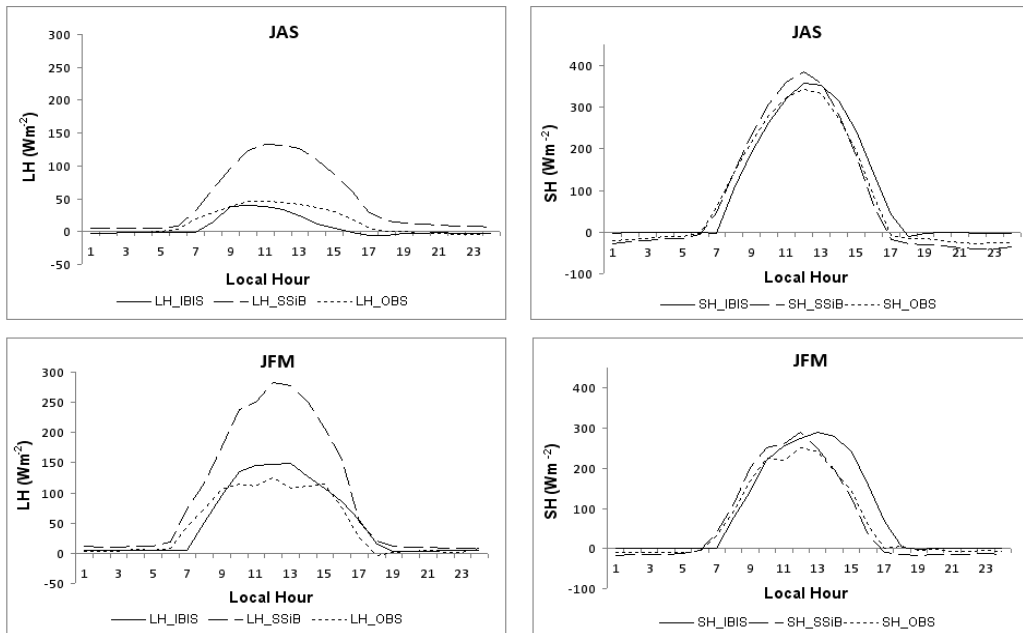 JAS
300
250
200
150
100
50
0
-50
LH (Wm-2)
1 3 5 7 9 11 13 15 17 19 21 23
Local Hour
LH_IBIS LH_SSiB LH_OBS
JAS
400
300
200
100
0
-100
SH (Wm-2)
1 3 5 7 9 11 13 15 17 19 21 23
Local Hour
SH_IBIS SH_SSiB SH_OBS
JFM
300
250
200
150
100
50
0
-50
LH (Wm-2)
1 3 5 7 9 11 13 15 17 19 21 23
Local Hour
LH_IBIS LH_SSiB LH_OBS
JFM
400
300
200
100
0
-100
SH (Wm-2)
1 3 5 7 9 11 13 15 17 19 21 23
Local Hour
SH_IBIS SH_SSiB SH_OBS